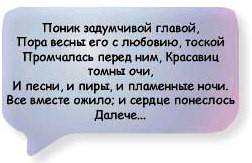 Поник задумчивой главой,
Пора весны его с любовию, тоской
Промчалась перед ним, Красавиц
томны очи,
И песни, и пиры, и пламенные ночи.
Все вместе ожило; и сердце понеслось
Далече...